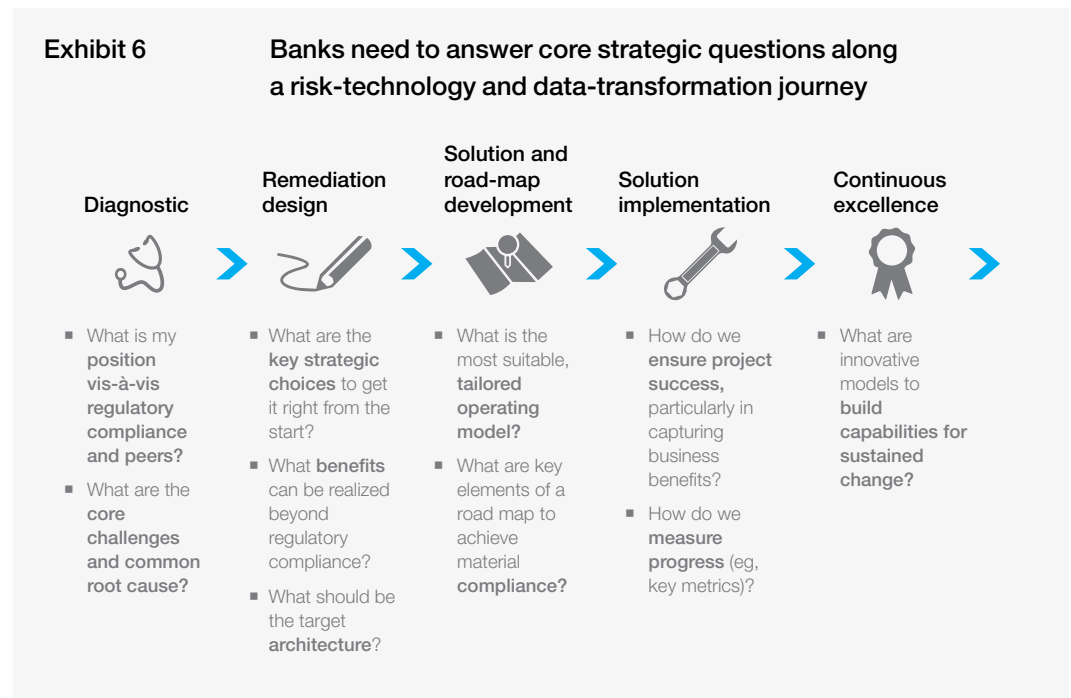 Exhibit 6
Banks need to answer core strategic questions along
a risk-technology and data-transformation journey
Diagnostic
■ What is my
position
vis-à-vis
regulatory
compliance
and peers?
■ What are the
core
challenges
and common
root cause?
Remediation
design
■ What are the
key strategic
choices to get
it right from the
start?
■ What benefits
can be realized
beyond
regulatory
compliance?
■ What should be
the target
architecture?
Solution and
road-map
development
■ What is the
most suitable,
tailored
operating
model?
■ What are key
elements of a
road map to
achieve
material
compliance?
Solution
implementation
■ How do we
ensure project
success,
particularly in
capturing
business
benefits?
■ How do we
measure
progress (eg,
key metrics)?
Continuous
excellence
■ What are
innovative
models to
build
capabilities for
sustained
change?